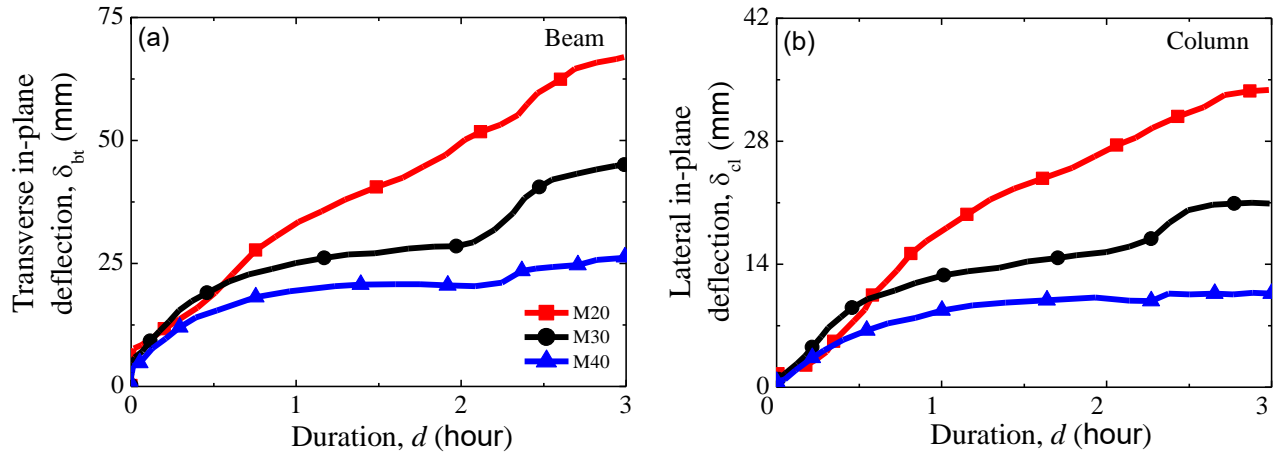 (a)
Beam
Transverse in-plane
deflection, δbt (mm)
75
50
25
0
M20
M30
M40
0
1
2
3
Duration, d (hour)
(b)
Column
Lateral in-plane
deflection, δcl (mm)
42
28
14
0
0
1
2
3
Duration, d (hour)